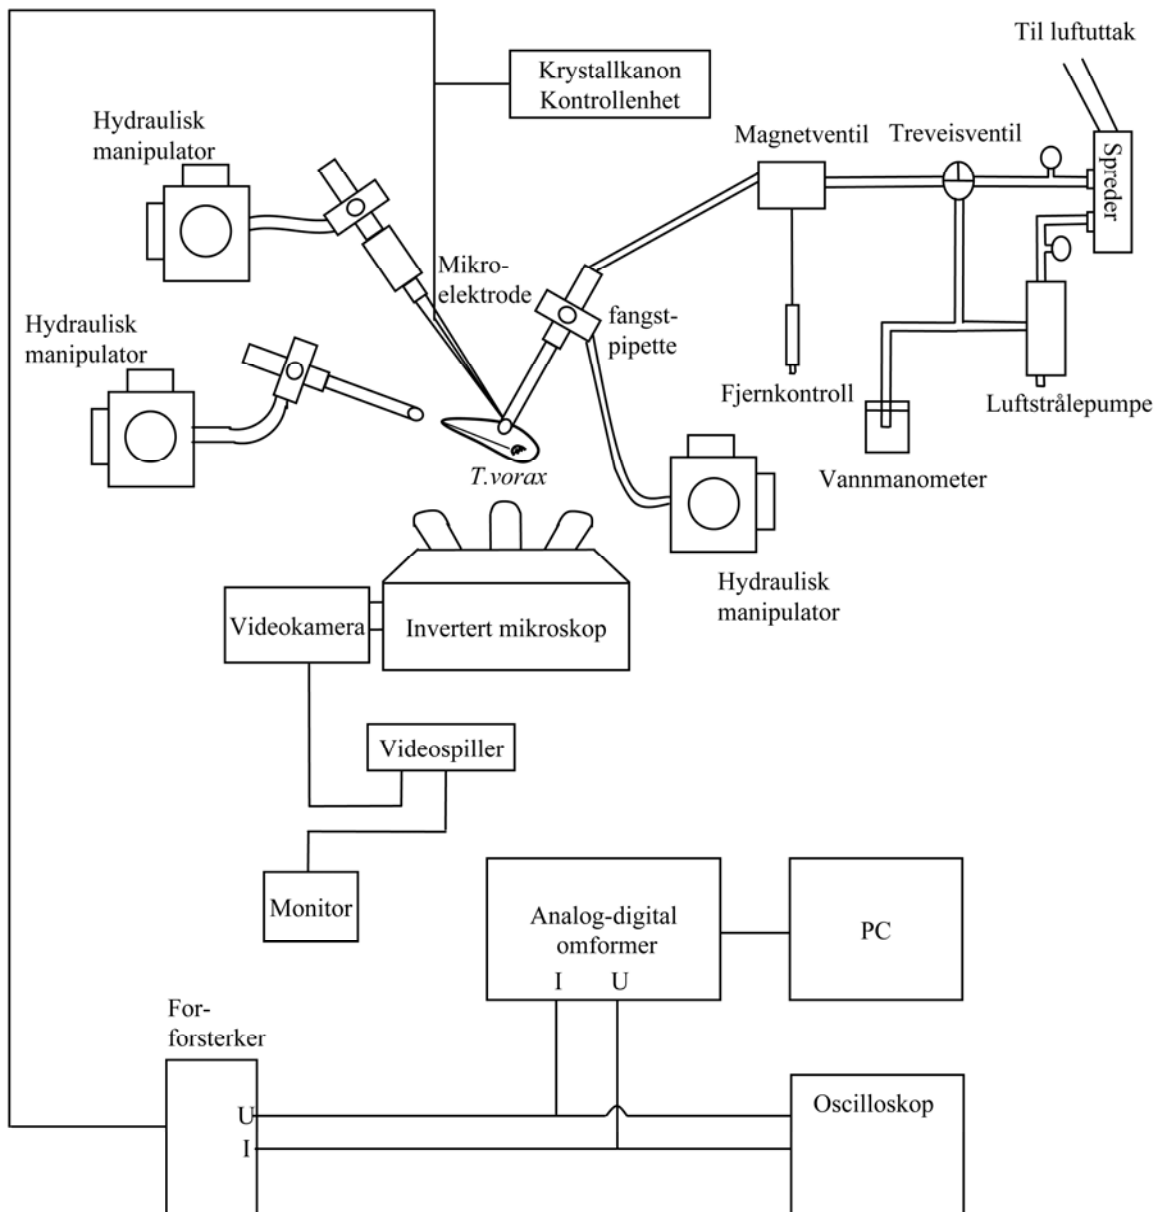 Til luftuttak
Krystallkanon
Kontrollenhet
Hydraulisk
manipulator
Magnetventil
Treveisventil
Spreder
Mikro-
elektrode
fangst-
pipette
Hydraulisk
manipulator
Fjernkontroll
Luftstrålepumpe
T.vorax
Vannmanometer
Hydraulisk
manipulator
Videokamera
Invertert mikroskop
Videospiller
Monitor
Analog-digital
omformer
I U
PC
For-
forsterker
U
I
Oscilloskop